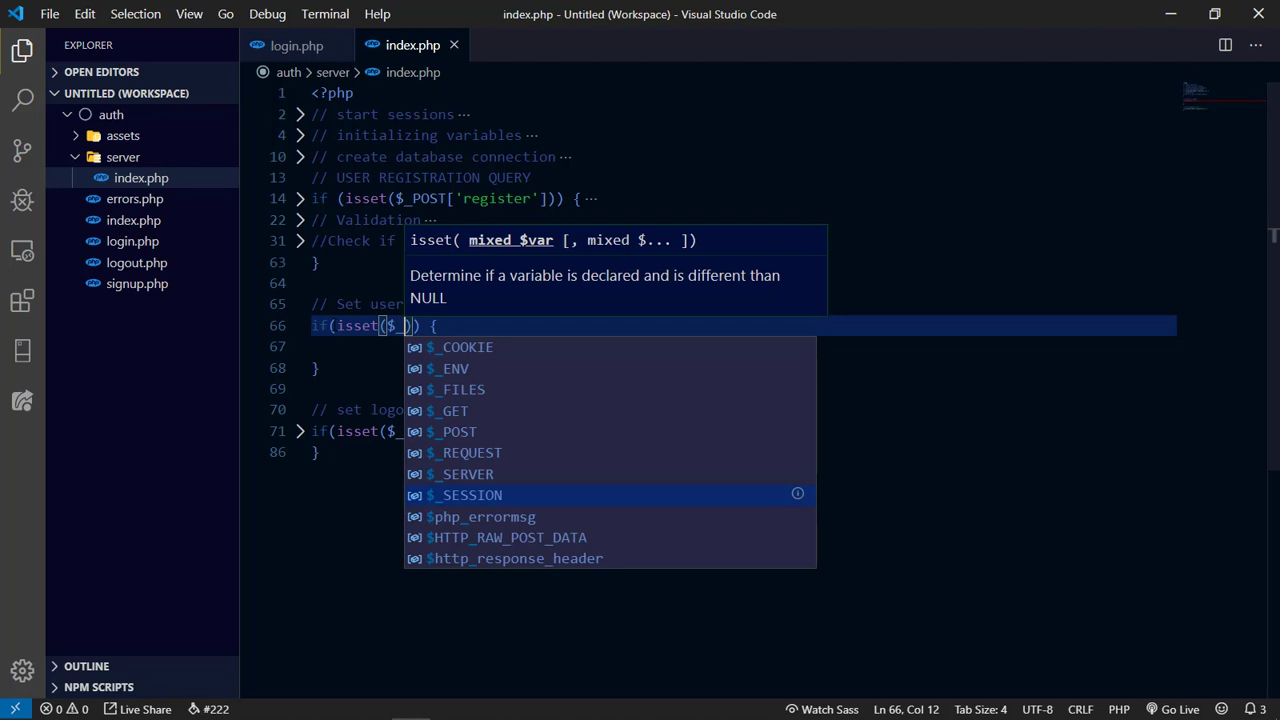 File Edit Selection View Go Debug Terminal Help index.php - Untitled (Workspace) - Visual Studio Code
EXPLORER
OPEN EDITORS
UNTITLED (WORKSPACE)
auth
assets
server
index.php
errors.php
index.php
login.php
logout.php
signup.php
OUTLINE
NPM SCRIPTS
login.php index.php
auth server index.php
1 <?php
2 // start sessions ···
4 // initializing variables ···
10 // create database connection ···
13 // USER REGISTRATION QUERY
14 if (isset($_POST['register'])) { ···
22 // Validation ···
31 //Check if
63 }
64
65 // Set user
66 if(isset($_)) {
67
68 }
69
70 // set logo
71 if(isset($_
86 }
isset( mixed $var [, mixed $... ])
Determine if a variable is declared and is different than
NULL
$_COOKIE
$_ENV
$_FILES
$_GET
$_POST
$_REQUEST
$_SERVER
$_SESSION
$php_errormsg
$HTTP_RAW_POST_DATA
$http_response_header
0 0 Live Share #222 Watch Sass Ln 66, Col 12 Tab Size: 4 UTF-8 CRLF PHP Go Live 3